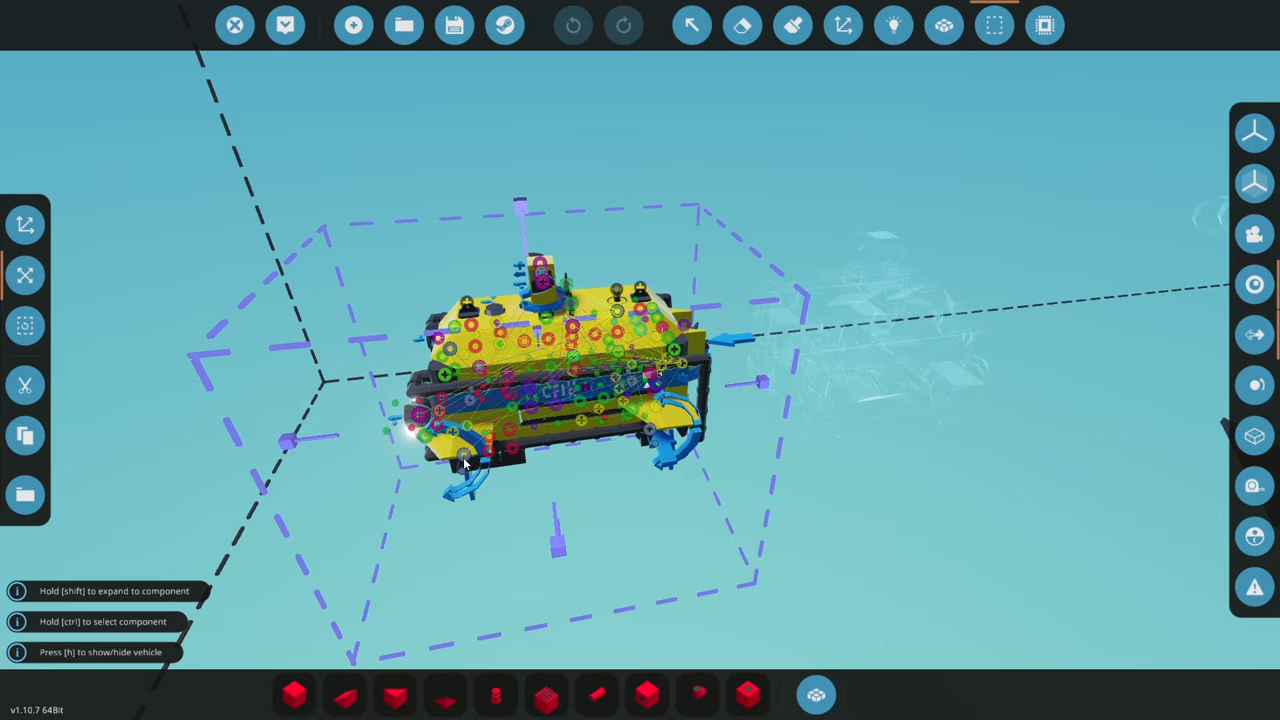 Hold [shift] to expand to component
Hold [ctrl] to select component
Press [h] to show/hide vehicle
v1.10.7 64Bit